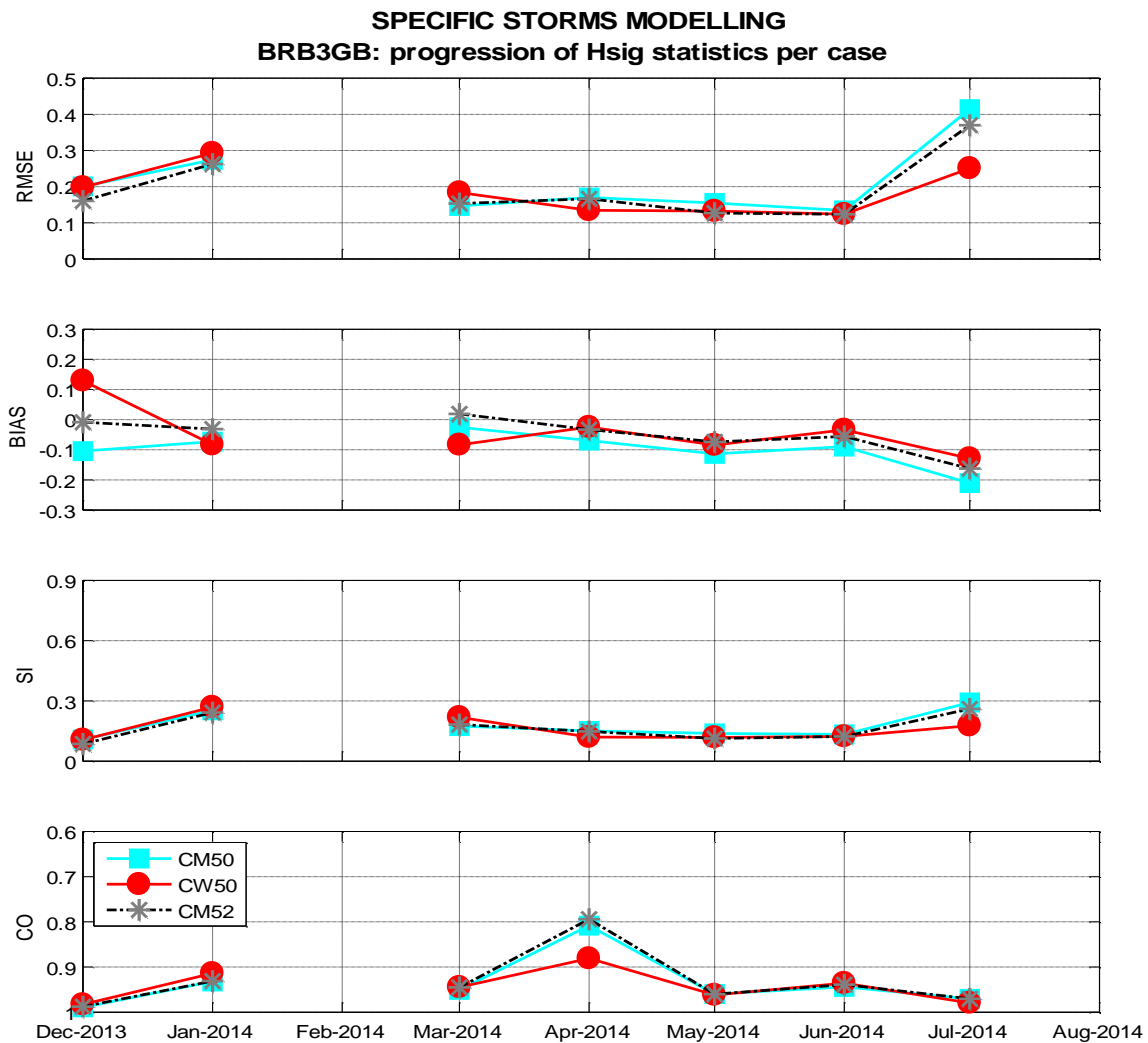 SPECIFIC STORMS MODELLING
BRB3GB: progression of Hsig statistics per case
0.5
0.4
0.3
0.2
0.1
0
RMSE
0.3
0.2
0.1
0
-0.1
-0.2
-0.3
BIAS
0.9
0.6
0.3
0
SI
0.6
0.7
0.8
0.9
1
CO
CM50
CW50
CM52
Dec-2013 Jan-2014 Feb-2014 Mar-2014 Apr-2014 May-2014 Jun-2014 Jul-2014 Aug-2014